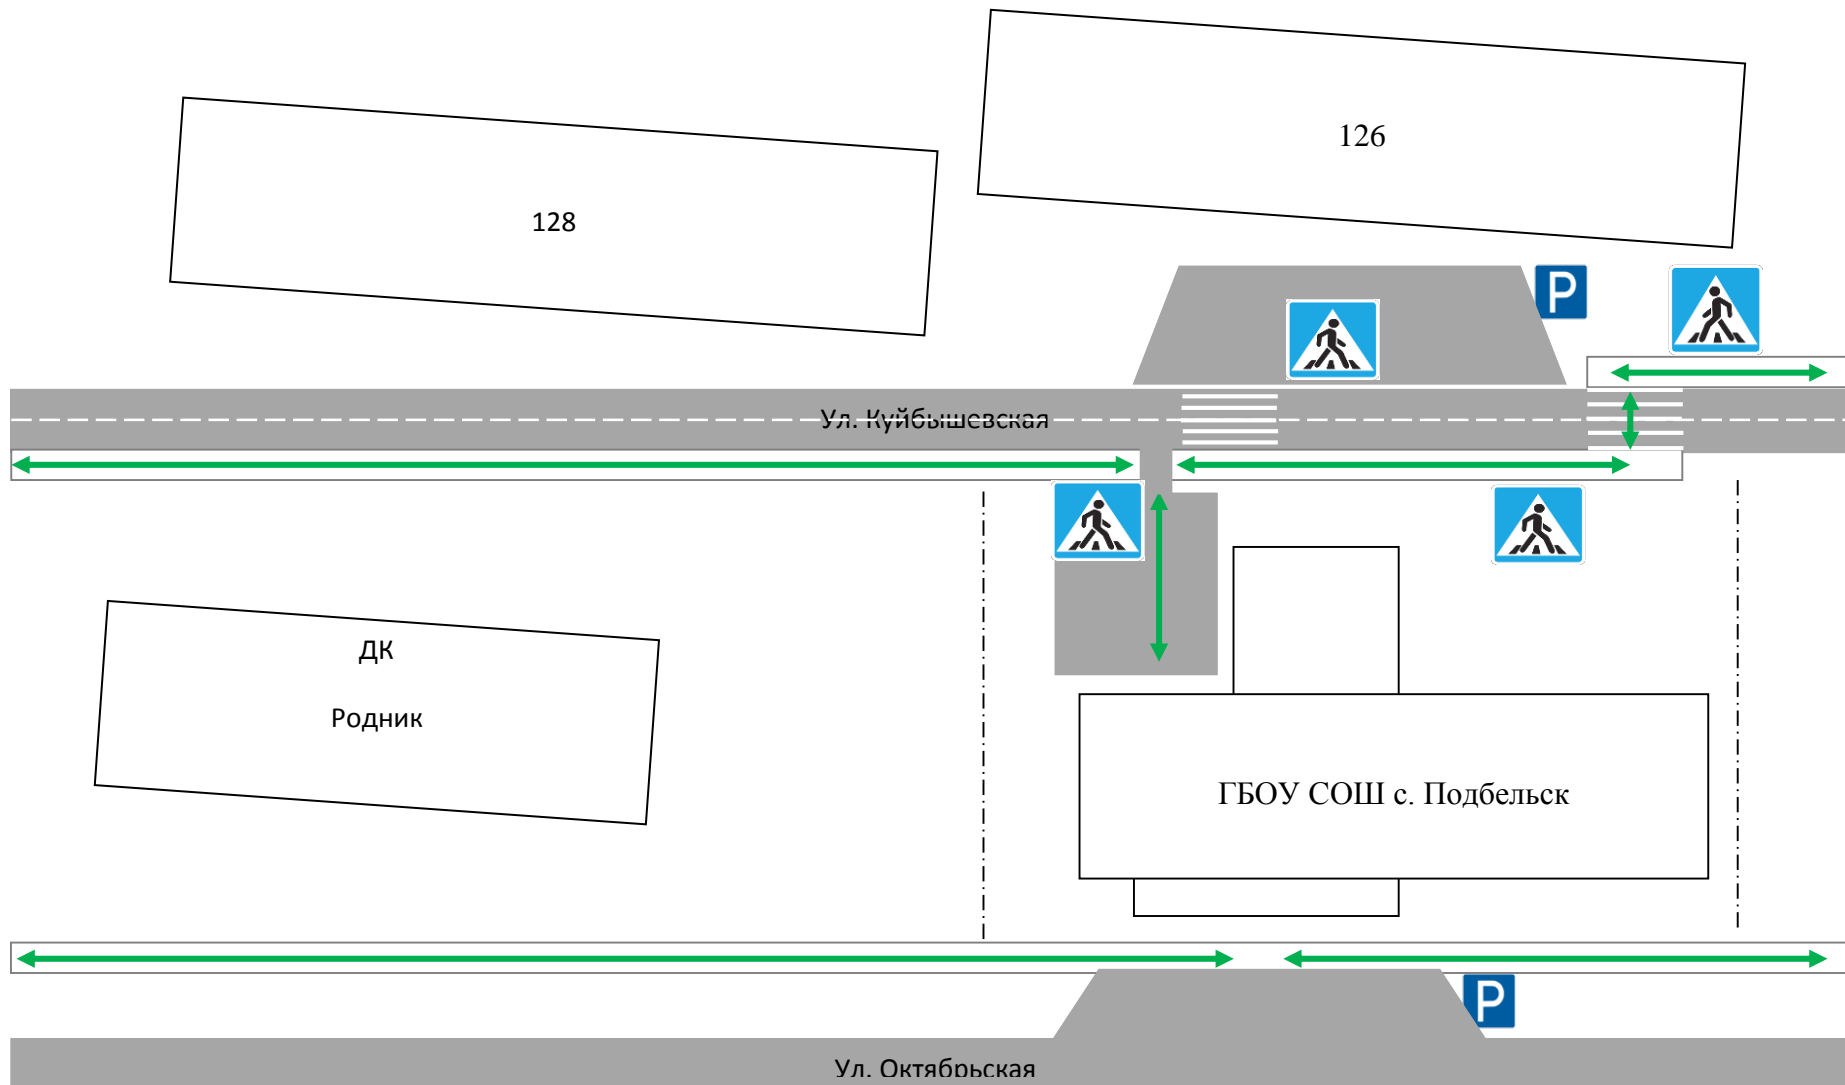 126
128
P
Ул. Куйбышевская
ДК
Родник
ГБОУ СОШ с. Подбельск
P
Ул. Октябрьская